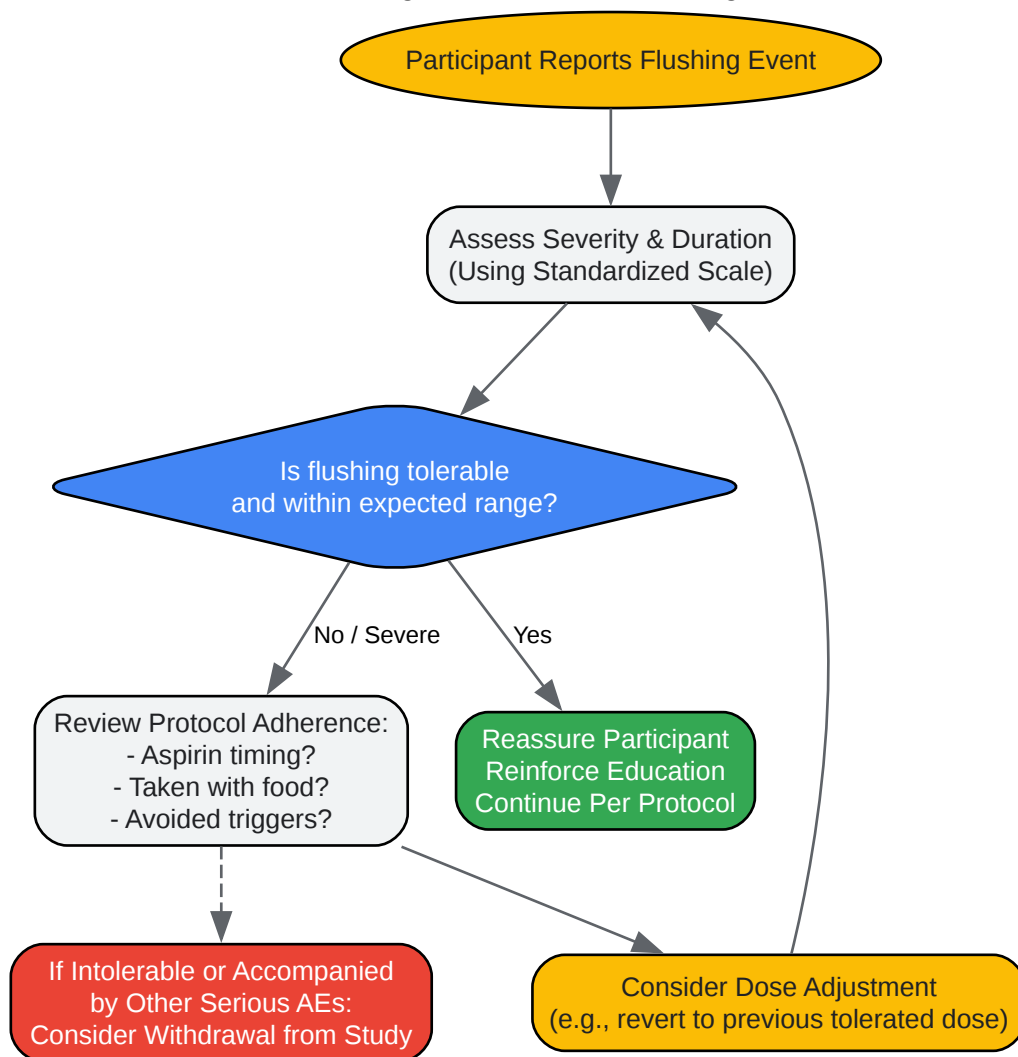 Participant Reports Flushing Event
Assess Severity & Duration
(Using Standardized Scale)
Is flushing tolerable
and within expected range?
No / Severe
Yes
Review Protocol Adherence:
- Aspirin timing?
- Taken with food?
- Avoided triggers?
Reassure Participant
Reinforce Education
Continue Per Protocol
If Intolerable or Accompanied
by Other Serious AEs:
Consider Withdrawal from Study
Consider Dose Adjustment
(e.g., revert to previous tolerated dose)